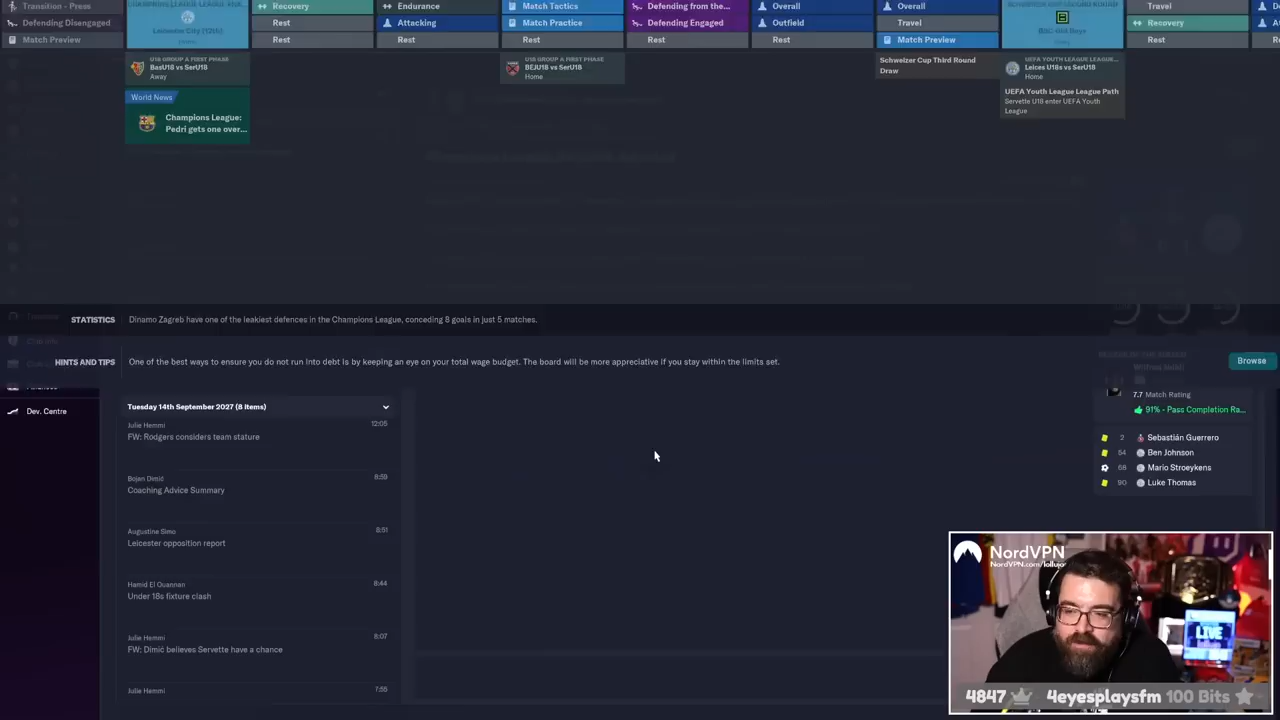 Transition - Press
Defending Disengaged
Match Preview
Leicester City (12th)
Recovery
Rest
Rest
Endurance
Attacking
Rest
Match Tactics
Match Practice
Rest
Defending from the...
Defending Engaged
Rest
Overall
Outfield
Rest
Overall
Travel
Match Preview
Travel
Recovery
Rest
U18 GROUP A FIRST PHASE
BasU18 vs SerU18
Away
World News
Champions League:
Pedri gets one over...
U18 GROUP A FIRST PHASE
BEJU18 vs SerU18
Home
Schweizer Cup Third Round
Draw
UEFA YOUTH LEAGUE LEAGUE...
Leices U18s vs SerU18
Home
UEFA Youth League League Path
Servette U18 enter UEFA Youth
League
STATISTICS
Dinamo Zagreb have one of the leakiest defences in the Champions League, conceding 8 goals in just 5 matches.
HINTS AND TIPS
One of the best ways to ensure you do not run into debt is by keeping an eye on your total wage budget. The board will be more appreciative if you stay within the limits set.
Browse
Dev. Centre
Tuesday 14th September 2027 (8 items)
Julie Hemmi 12:05
FW: Rodgers considers team stature
Bojan Dimić 8:59
Coaching Advice Summary
Augustine Simo 8:51
Leicester opposition report
Hamid El Ouannan 8:44
Under 18s fixture clash
Julie Hemmi 8:07
FW: Dimić believes Servette have a chance
Julie Hemmi 7:55
7.7 Match Rating
91% - Pass Completion Ra...
2 Sebastián Guerrero
54 Ben Johnson
68 Mario Stroeykens
90 Luke Thomas
NordVPN
NordVPN.com/lollujo
LIVE
4847 4eyesplaysfm 100 Bits